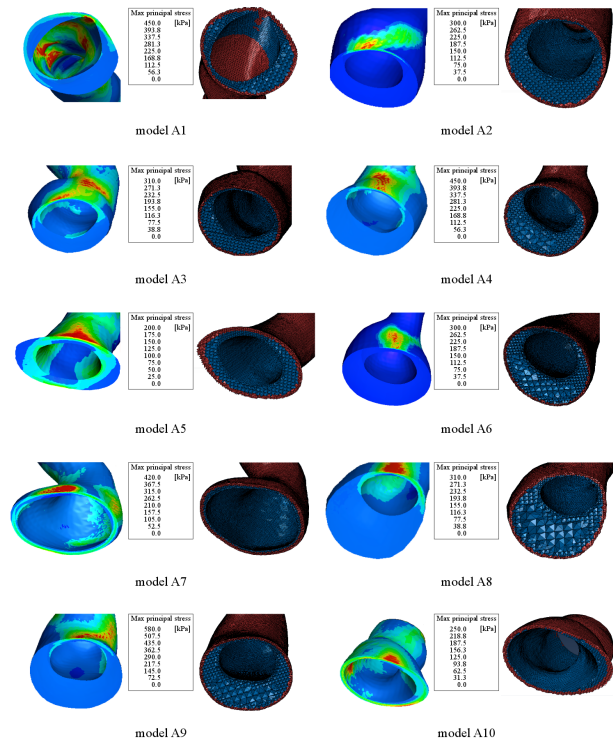 Max principal stress
450.0 [kPa]
393.8
337.5
281.3
225.0
168.8
112.5
56.3
0.0
model A1
Max principal stress
300.0 [kPa]
262.5
225.0
187.5
150.0
112.5
75.0
37.5
0.0
model A2
Max principal stress
310.0 [kPa]
271.3
232.5
193.8
155.0
116.3
77.5
38.8
0.0
model A3
Max principal stress
450.0 [kPa]
393.8
337.5
281.3
225.0
168.8
112.5
56.3
0.0
model A4
Max principal stress
200.0 [kPa]
175.0
150.0
125.0
100.0
75.0
50.0
25.0
0.0
model A5
Max principal stress
300.0 [kPa]
262.5
225.0
187.5
150.0
112.5
75.0
37.5
0.0
model A6
Max principal stress
420.0 [kPa]
367.5
315.0
262.5
210.0
157.5
105.0
52.5
0.0
model A7
Max principal stress
310.0 [kPa]
271.3
232.5
193.8
155.0
116.3
77.5
38.8
0.0
model A8
Max principal stress
580.0 [kPa]
507.5
435.0
362.5
290.0
217.5
145.0
72.5
0.0
model A9
Max principal stress
250.0 [kPa]
218.8
187.5
156.3
125.0
93.8
62.5
31.3
0.0
model A10